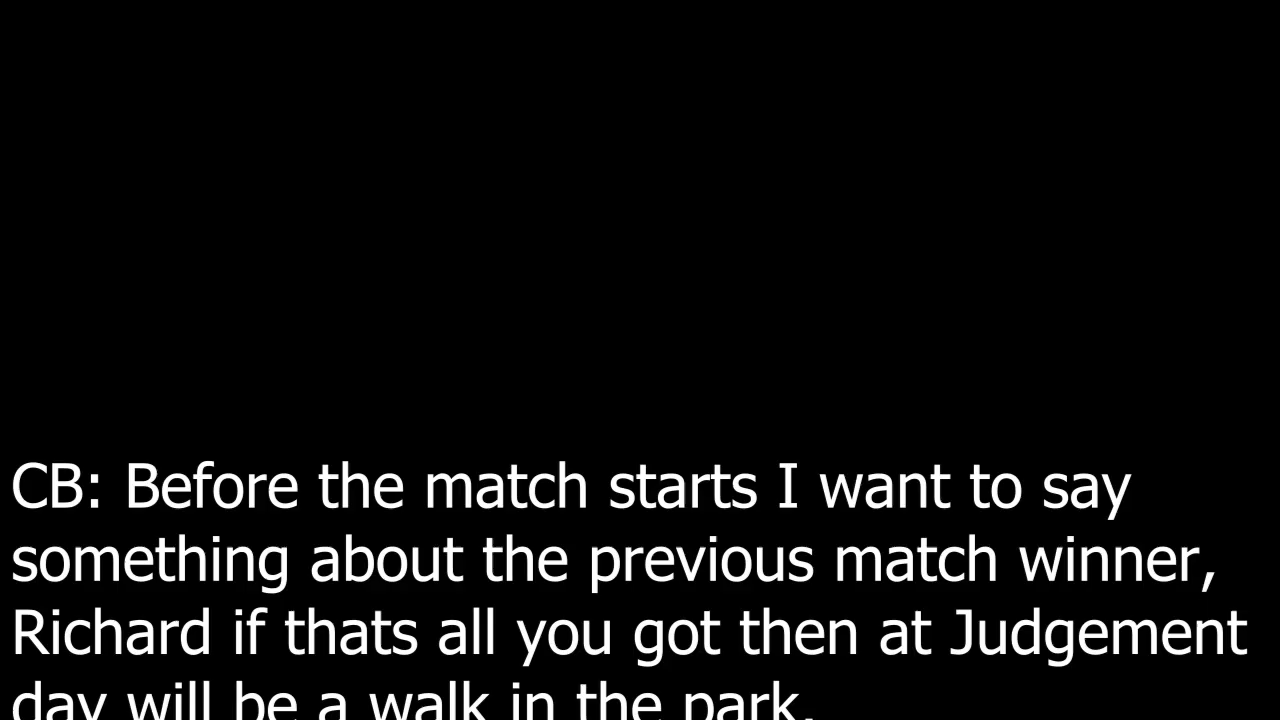 CB: Before the match starts I want to say
something about the previous match winner,
Richard if thats all you got then at Judgement
day will be a walk in the park.